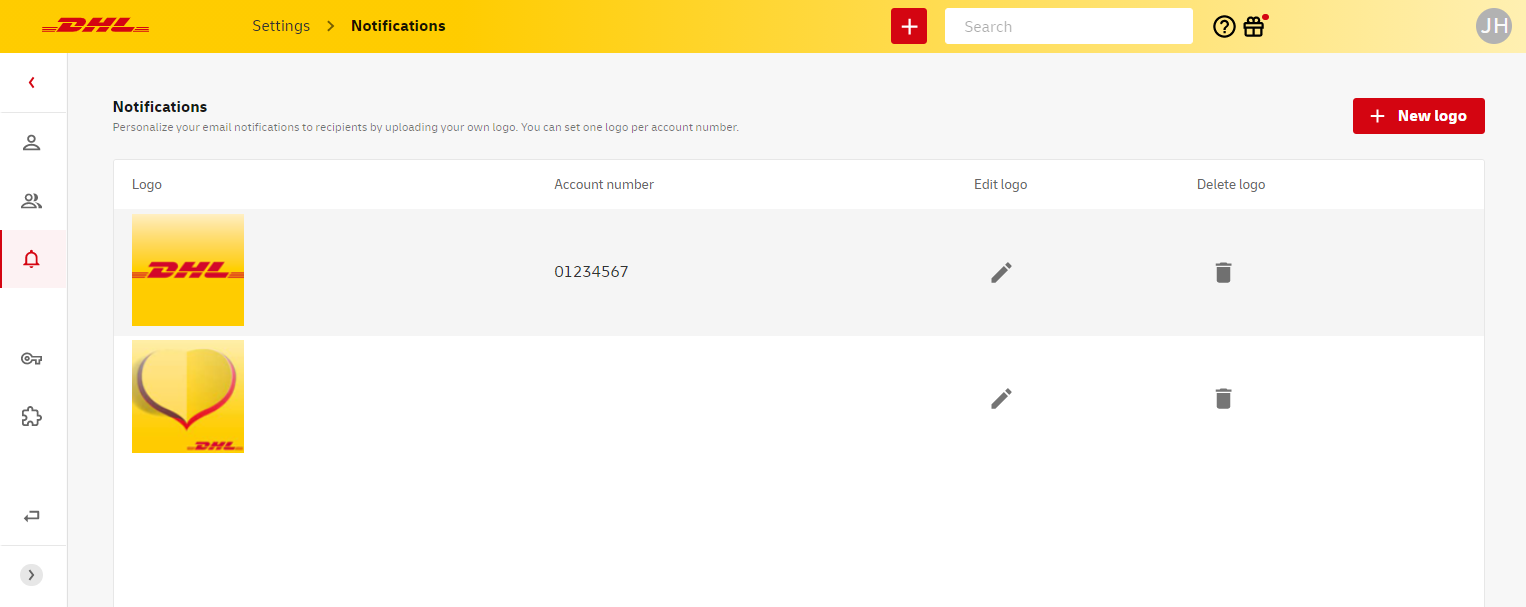 DHL
Settings > Notifications
Search
JH
Notifications
Personalize your email notifications to recipients by uploading your own logo. You can set one logo per account number.
New logo
Logo Account number Edit logo Delete logo
DHL
01234567
DHL